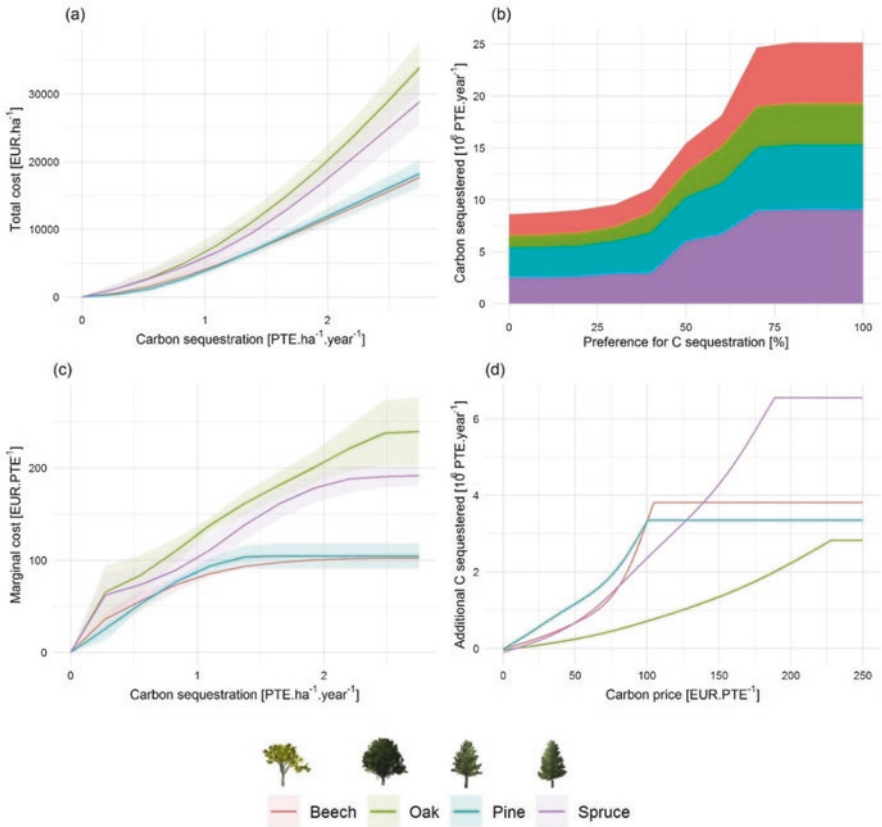 (a)
Total cost [EUR.ha⁻¹]
30000
20000
10000
0
0 1 2
Carbon sequestration [PTE.ha⁻¹.year⁻¹]
(b)
Carbon sequestered [10⁶ PTE.year⁻¹]
25
20
15
10
5
0
0 25 50 75 100
Preference for C sequestration [%]
(c)
Marginal cost [EUR.PTE⁻¹]
200
100
0
0 1 2
Carbon sequestration [PTE.ha⁻¹.year⁻¹]
(d)
Additional C sequestered [10⁶ PTE.year⁻¹]
6
4
2
0
0 50 100 150 200 250
Carbon price [EUR.PTE⁻¹]
Beech Oak Pine Spruce